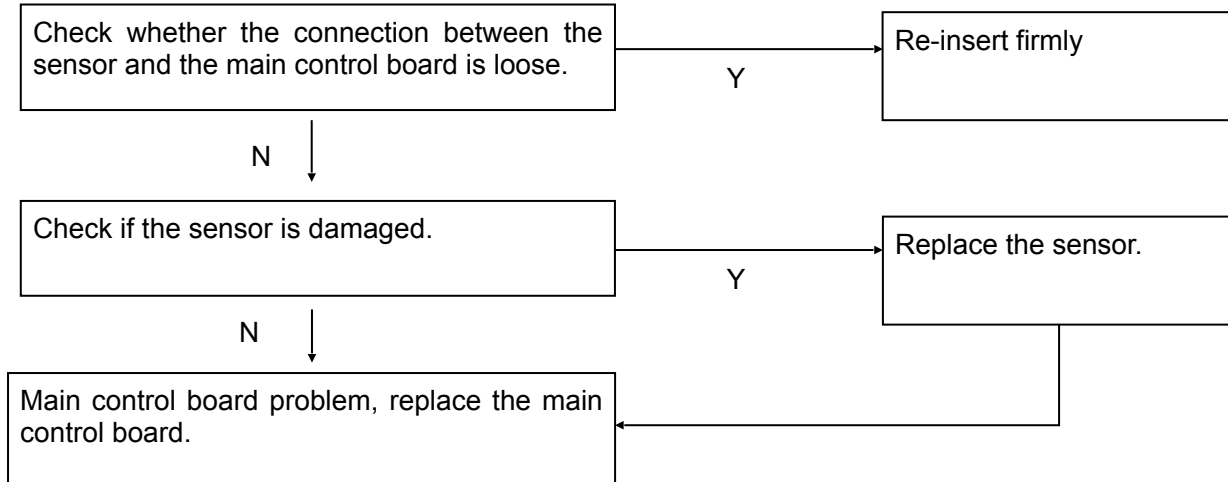 Check whether the connection between the
sensor and the main control board is loose.
Y
Re-insert firmly
N
Check if the sensor is damaged.
Y
Replace the sensor.
N
Main control board problem, replace the main
control board.